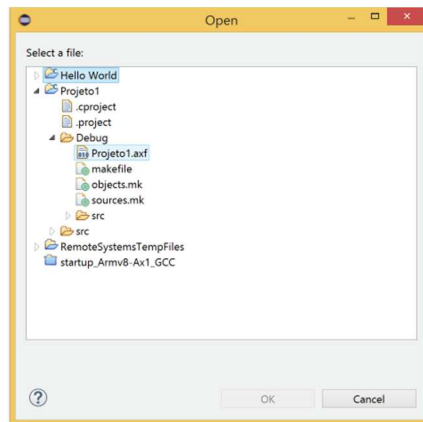 Open
Select a file:
Hello World
Projeto1
.cproject
.project
Debug
Projeto1.axf
makefile
objects.mk
sources.mk
src
src
RemoteSystemsTempFiles
startup_Armv8-Ax1_GCC
OK
Cancel